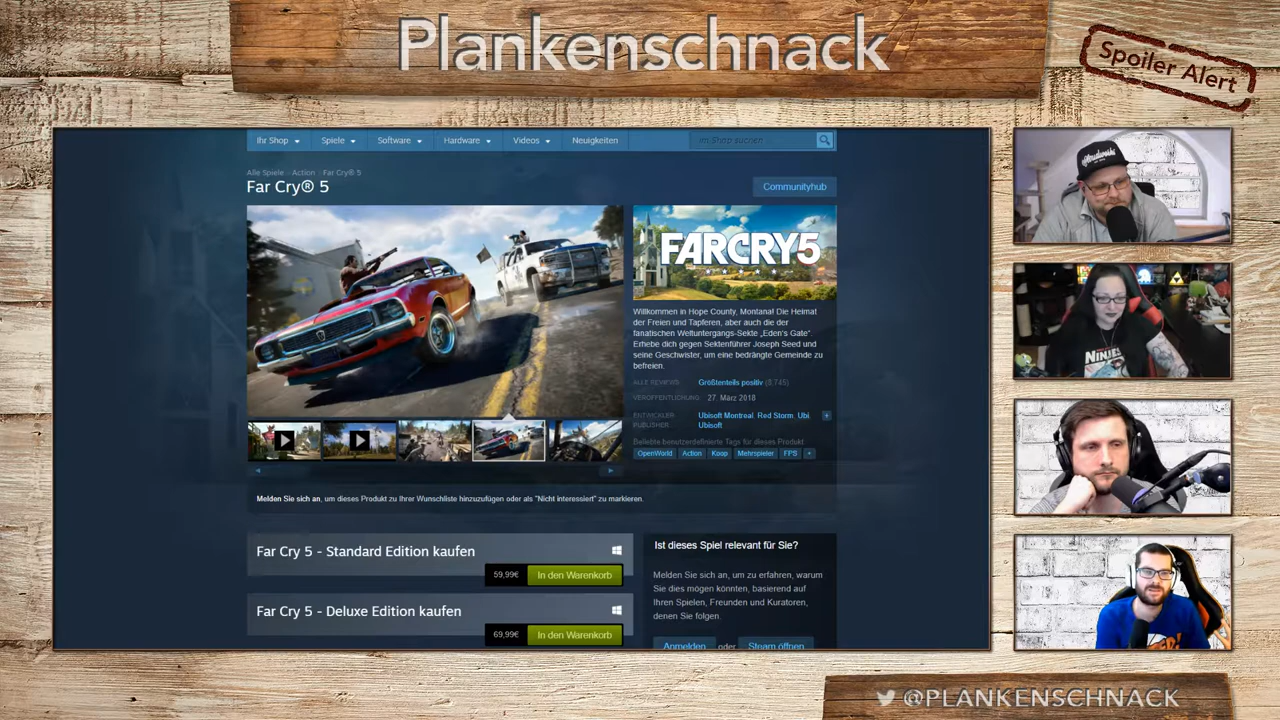 Plankenschnack
Spoiler Alert
Ihr Shop
Spiele
Software
Hardware
Videos
Neuigkeiten
im Shop suchen
Alle Spiele Action Far Cry® 5
Far Cry® 5
Communityhub
FARCRY5
Willkommen in Hope County, Montana! Die Heimat
der Freien und Tapferen, aber auch die der
fanatischen Weltuntergangs-Sekte „Eden's Gate“.
Erhebe dich gegen Sektenführer Joseph Seed und
seine Geschwister, um eine bedrängte Gemeinde zu
befreien.
ALLE REVIEWS: Größtenteils positiv (8,745)
VERÖFFENTLICHUNG: 27. März 2018
ENTWICKLER: Ubisoft Montreal, Red Storm, Ubi
PUBLISHER: Ubisoft
Beliebte benutzerdefinierte Tags für dieses Produkt
OpenWorld Action Koop Mehrspieler FPS +
Melden Sie sich an, um dieses Produkt zu Ihrer Wunschliste hinzuzufügen oder als "Nicht interessiert" zu markieren.
Far Cry 5 - Standard Edition kaufen
59,99€ In den Warenkorb
Far Cry 5 - Deluxe Edition kaufen
69,99€ In den Warenkorb
Ist dieses Spiel relevant für Sie?
Melden Sie sich an, um zu erfahren, warum
Sie dies mögen könnten, basierend auf
Ihren Spielen, Freunden und Kuratoren,
denen Sie folgen.
Anmelden oder Steam öffnen
NINJE
@PLANKENSCHNACK